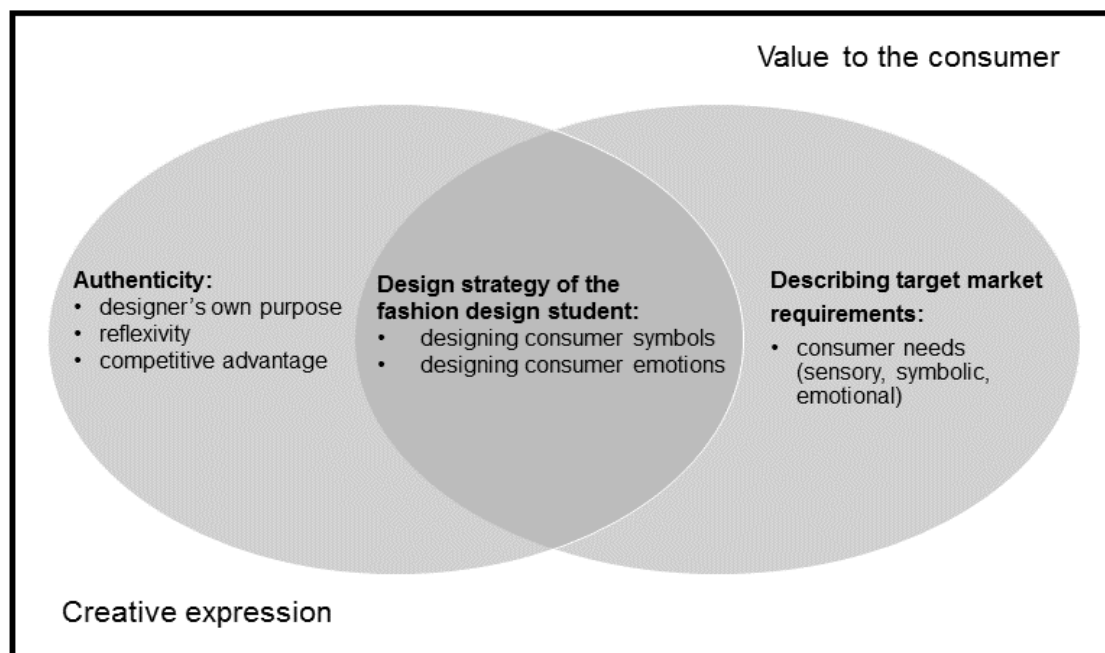 Value to the consumer
Authenticity:
• designer's own purpose
• reflexivity
• competitive advantage
Design strategy of the
fashion design student:
• designing consumer symbols
• designing consumer emotions
Describing target market
requirements:
• consumer needs
(sensory, symbolic,
emotional)
Creative expression